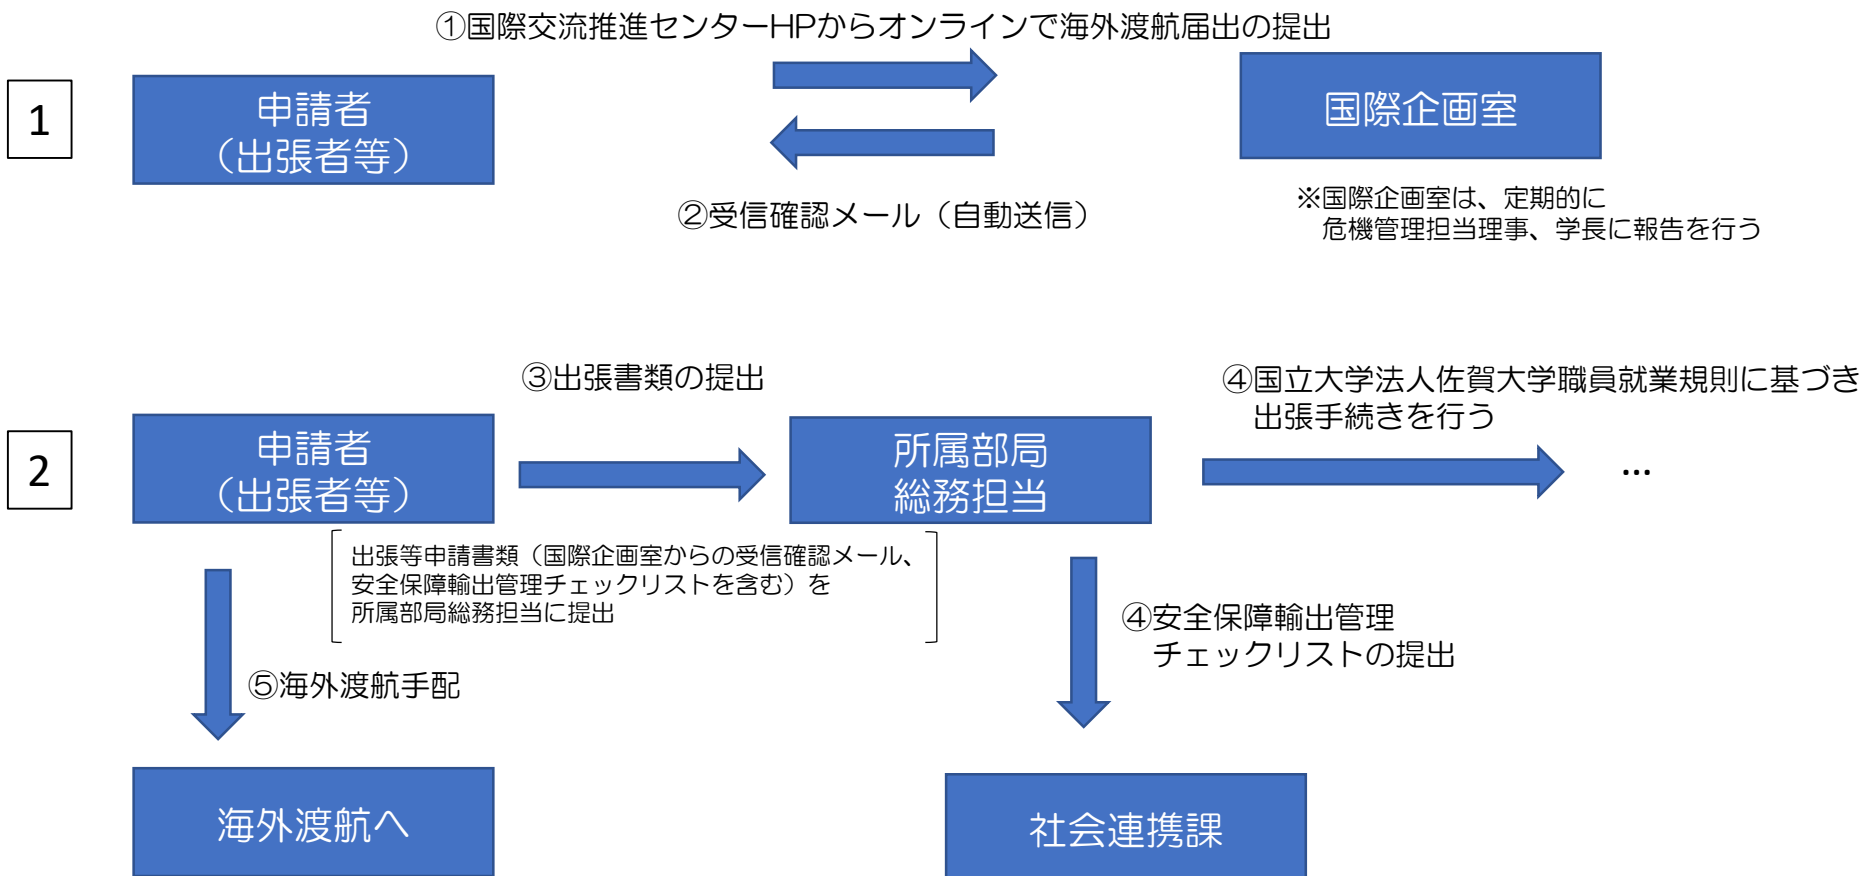 ①国際交流推進センターHPからオンラインで海外渡航届出の提出
1
申請者
（出張者等）
国際企画室
②受信確認メール（自動送信）
※国際企画室は、定期的に
危機管理担当理事、学長に報告を行う
③出張書類の提出
④国立大学法人佐賀大学職員就業規則に基づき
出張手続きを行う
2
申請者
（出張者等）
所属部局
総務担当
…
出張等申請書類（国際企画室からの受信確認メール、
安全保障輸出管理チェックリストを含む）を
所属部局総務担当に提出
④安全保障輸出管理
チェックリストの提出
⑤海外渡航手配
海外渡航へ
社会連携課